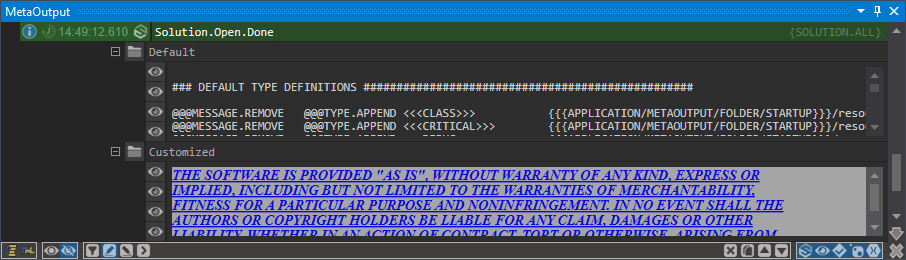 MetaOutput
14:49:12.610 Solution.Open.Done {SOLUTION.ALL}
Default
### DEFAULT TYPE DEFINITIONS ##################################################
@@@MESSAGE.REMOVE @@@TYPE.APPEND <<<CLASS>>> {{{APPLICATION/METAOUTPUT/FOLDER/STARTUP}}}/resou
@@@MESSAGE.REMOVE @@@TYPE.APPEND <<<CRITICAL>>> {{{APPLICATION/METAOUTPUT/FOLDER/STARTUP}}}/resou
Customized
THE SOFTWARE IS PROVIDED "AS IS", WITHOUT WARRANTY OF ANY KIND, EXPRESS OR
IMPLIED, INCLUDING BUT NOT LIMITED TO THE WARRANTIES OF MERCHANTABILITY,
FITNESS FOR A PARTICULAR PURPOSE AND NONINFRINGEMENT. IN NO EVENT SHALL THE
AUTHORS OR COPYRIGHT HOLDERS BE LIABLE FOR ANY CLAIM, DAMAGES OR OTHER
LIABILITY, WHETHER IN AN ACTION OF CONTRACT, TORT OR OTHERWISE, ARISING FROM,